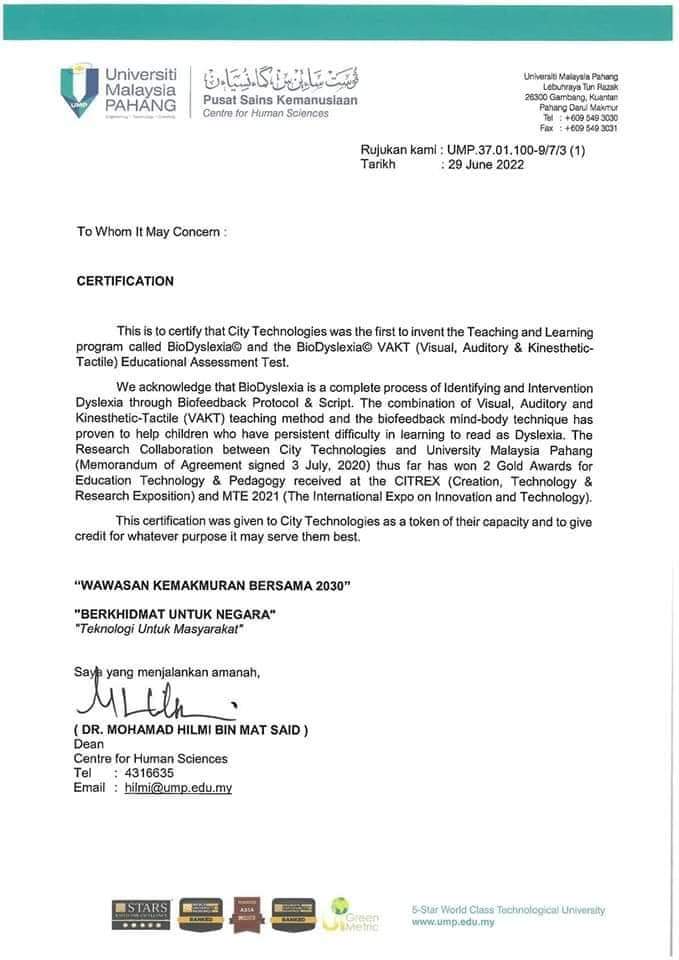 Universiti
Malaysia
PAHANG
UMP
Pusat Sains Kemanusiaan
Centre for Human Sciences
Universiti Malaysia Pahang
Lebuhraya Tun Razak
26300 Gambang, Kuantan
Pahang Darul Makmur
Tel : +609 549 3030
Fax : +609 549 3031
Rujukan kami : UMP.37.01.100-9/7/3 (1)
Tarikh : 29 June 2022
To Whom It May Concern :
CERTIFICATION
This is to certify that City Technologies was the first to invent the Teaching and Learning
program called BioDyslexia© and the BioDyslexia© VAKT (Visual, Auditory & Kinesthetic-
Tactile) Educational Assessment Test.
We acknowledge that BioDyslexia is a complete process of Identifying and Intervention
Dyslexia through Biofeedback Protocol & Script. The combination of Visual, Auditory and
Kinesthetic-Tactile (VAKT) teaching method and the biofeedback mind-body technique has
proven to help children who have persistent difficulty in learning to read as Dyslexia. The
Research Collaboration between City Technologies and University Malaysia Pahang
(Memorandum of Agreement signed 3 July, 2020) thus far has won 2 Gold Awards for
Education Technology & Pedagogy received at the CITREX (Creation, Technology &
Research Exposition) and MTE 2021 (The International Expo on Innovation and Technology).
This certification was given to City Technologies as a token of their capacity and to give
credit for whatever purpose it may serve them best.
“WAWASAN KEMAKMURAN BERSAMA 2030”
"BERKHIDMAT UNTUK NEGARA"
"Teknologi Untuk Masyarakat"
Saya yang menjalankan amanah,
( DR. MOHAMAD HILMI BIN MAT SAID )
Dean
Centre for Human Sciences
Tel : 4316635
Email : hilmi@ump.edu.my
STARS
RANKED
ASIA
RANKED
UI Green
Metric
5-Star World Class Technological University
www.ump.edu.my